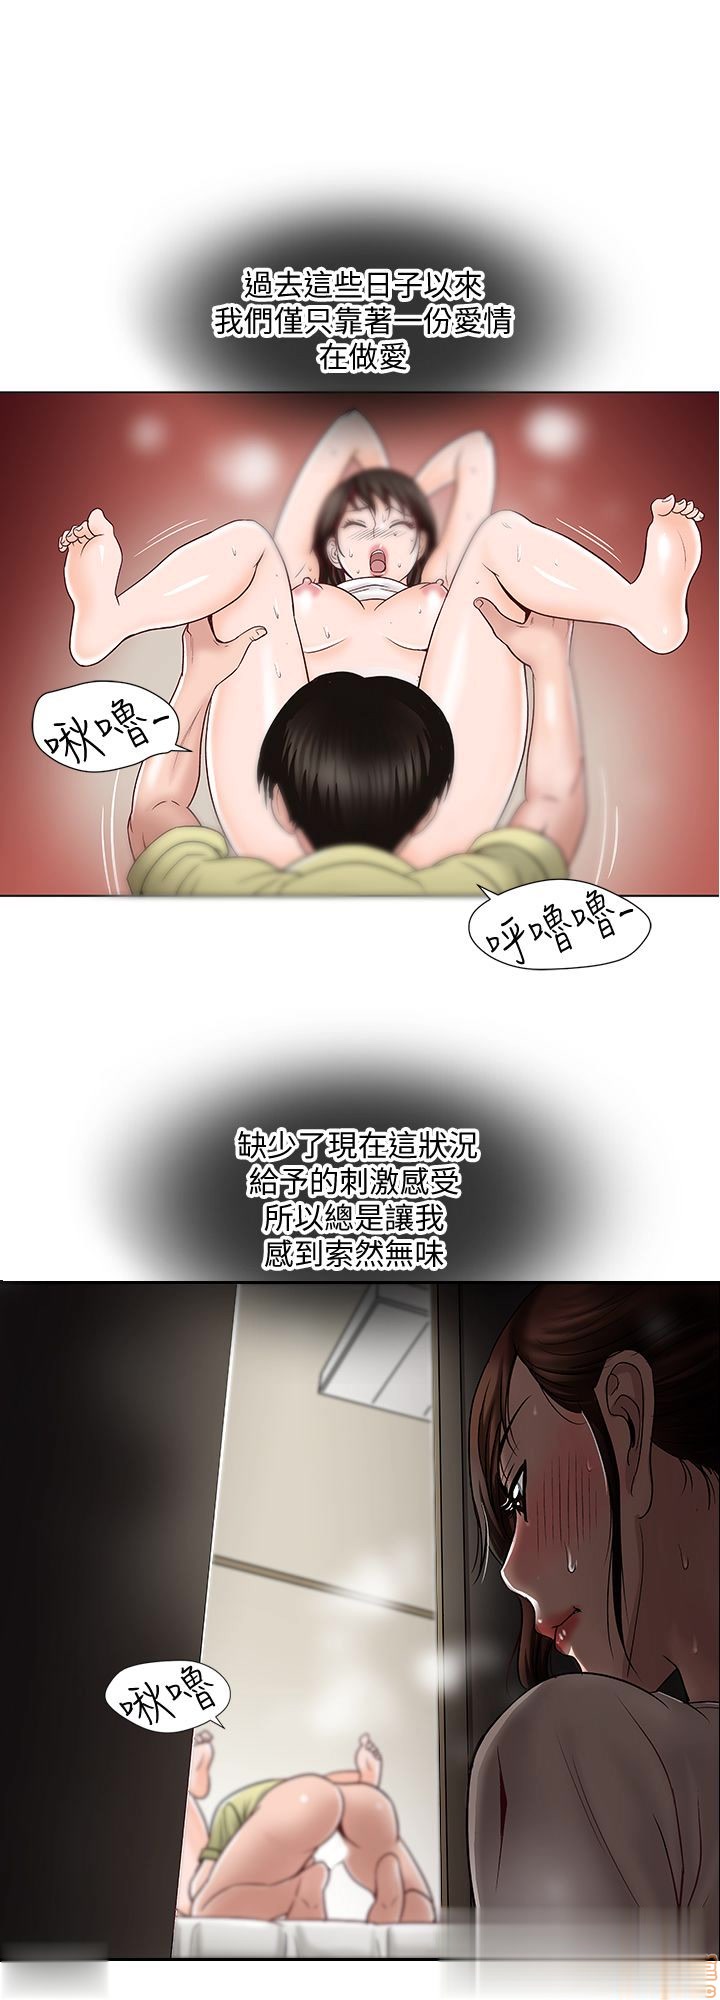 過去這些日子以來
我們僅只靠著一份愛情
在做愛
啾嚕-
呼嚕嚕-
缺少了現在這狀況
給予的刺激感受
所以總是讓我
感到索然無味
啾嚕